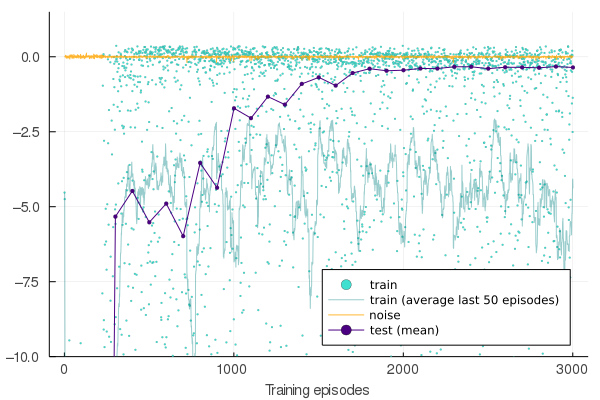 0.0
−2.5
−5.0
−7.5
−10.0
0 1000 2000 3000
Training episodes
train
train (average last 50 episodes)
noise
test (mean)